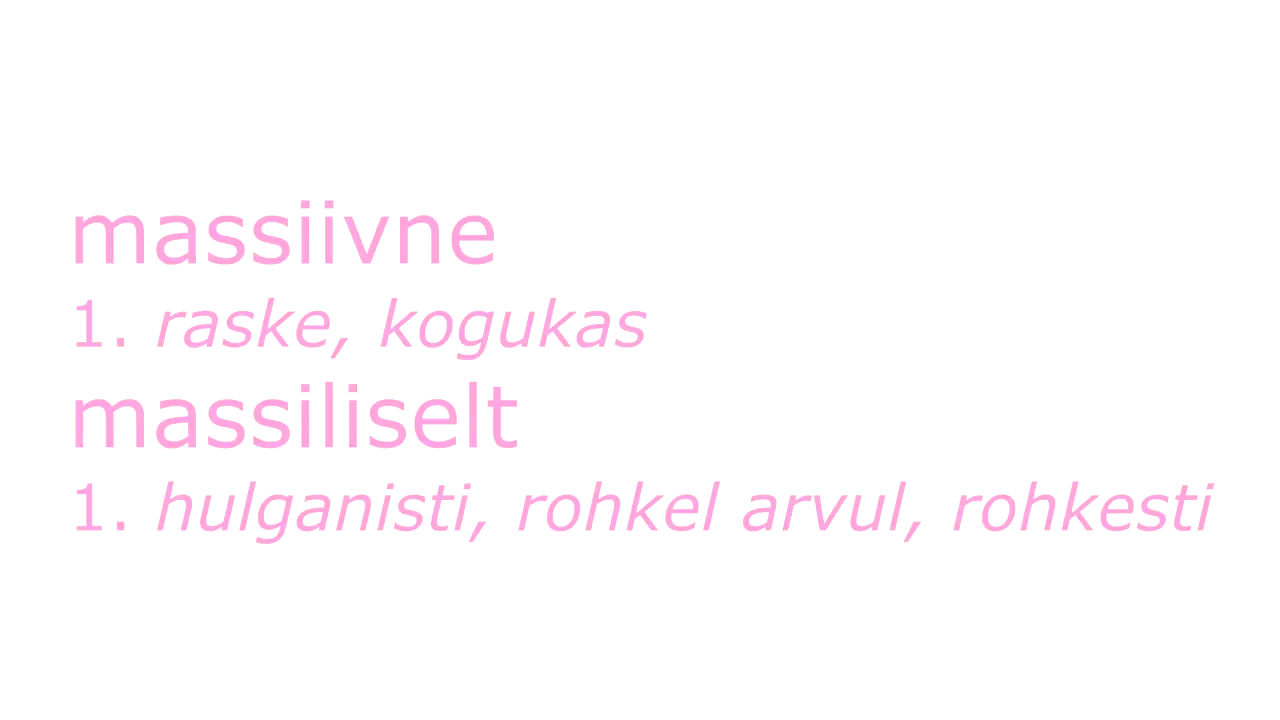 massiivne
1. raske, kogukas
massiliselt
1. hulganisti, rohkel arvul, rohkesti